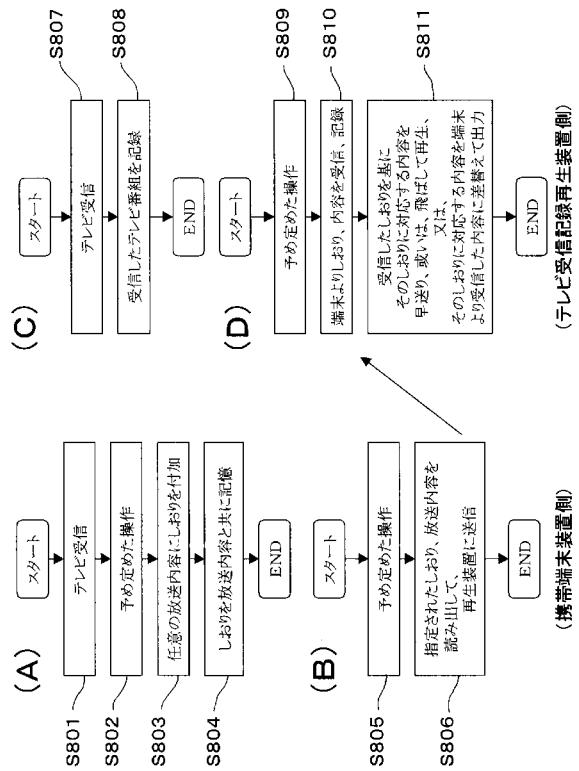 (A)
スタート
テレビ受信
S801
予め定めた操作
S802
任意の放送内容にしおりを付加
S803
しおりを放送内容と共に記憶
S804
END
(B)
スタート
予め定めた操作
S805
指定されたしおり、放送内容を
読み出して、
再生装置に送信
S806
END
(携帯端末装置側)
(C)
スタート
テレビ受信
S807
受信したテレビ番組を記録
S808
END
(D)
スタート
予め定めた操作
S809
端末よりしおり、内容を受信、記録
S810
受信したしおりを基に
そのしおりに対応する内容を
早送り、或いは、飛ばして再生、
又は、
そのしおりに対応する内容を端末
より受信した内容に差替えて出力
S811
END
(テレビ受信記録再生装置側)